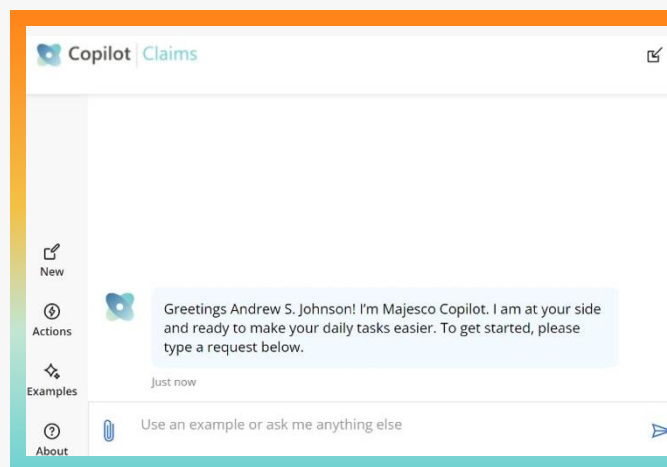 Copilot Claims
New
Actions
Examples
About
Greetings Andrew S. Johnson! I'm Majesco Copilot. I am at your side
and ready to make your daily tasks easier. To get started, please
type a request below.
Just now
Use an example or ask me anything else